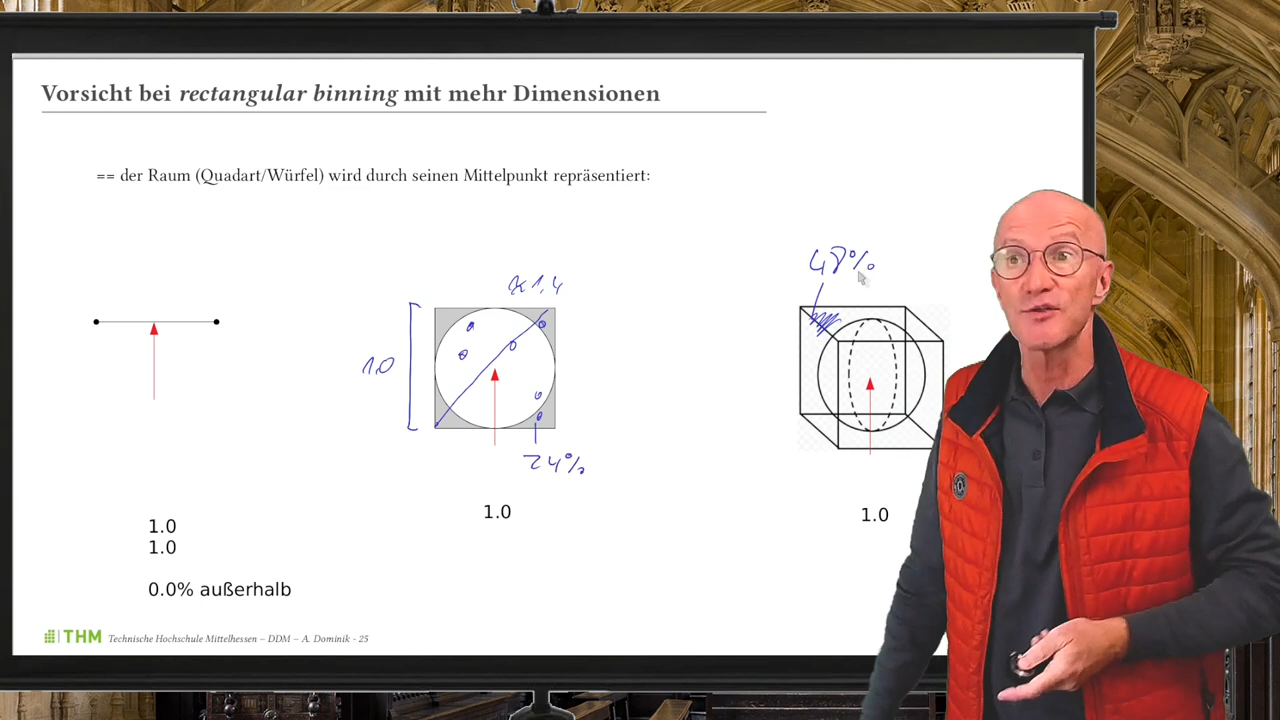 Vorsicht bei rectangular binning mit mehr Dimensionen
== der Raum (Quadart/Würfel) wird durch seinen Mittelpunkt repräsentiert:
48%
1.4
1.0
24%
1.0
1.0
1.0
1.0
0.0% außerhalb
THM Technische Hochschule Mittelhessen – DDM – A. Dominik - 25